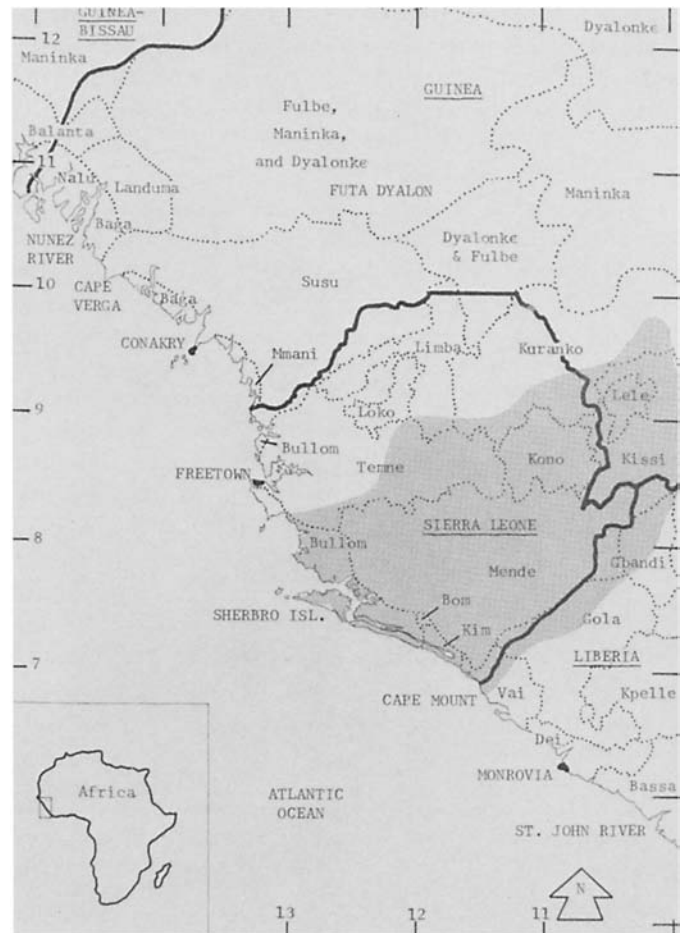 GUINEA-
BISSAU
12
Dyalonke
Maninka
GUINEA
Fulbe,
Maninka,
and Dyalonke
Balanta
11
Nalu
Landuma
FUTA DYALON
Maninka
Baga
NUNEZ
RIVER
Dyalonke
& Fulbe
10
CAPE
VERGA
Susu
Baga
CONAKRY
Mmani
Limba
Kuranko
Lele
9
Loko
Bullom
Temne
Kono
Kissi
FREETOWN
8
SIERRA LEONE
Bullom
Gbandi
Mende
Bom
SHERBRO ISL.
Kim
Gola
7
LIBERIA
CAPE MOUNT
Vai
Kpelle
Dei
MONROVIA
Bassa
Africa
ATLANTIC
OCEAN
ST. JOHN RIVER
N
13
12
11